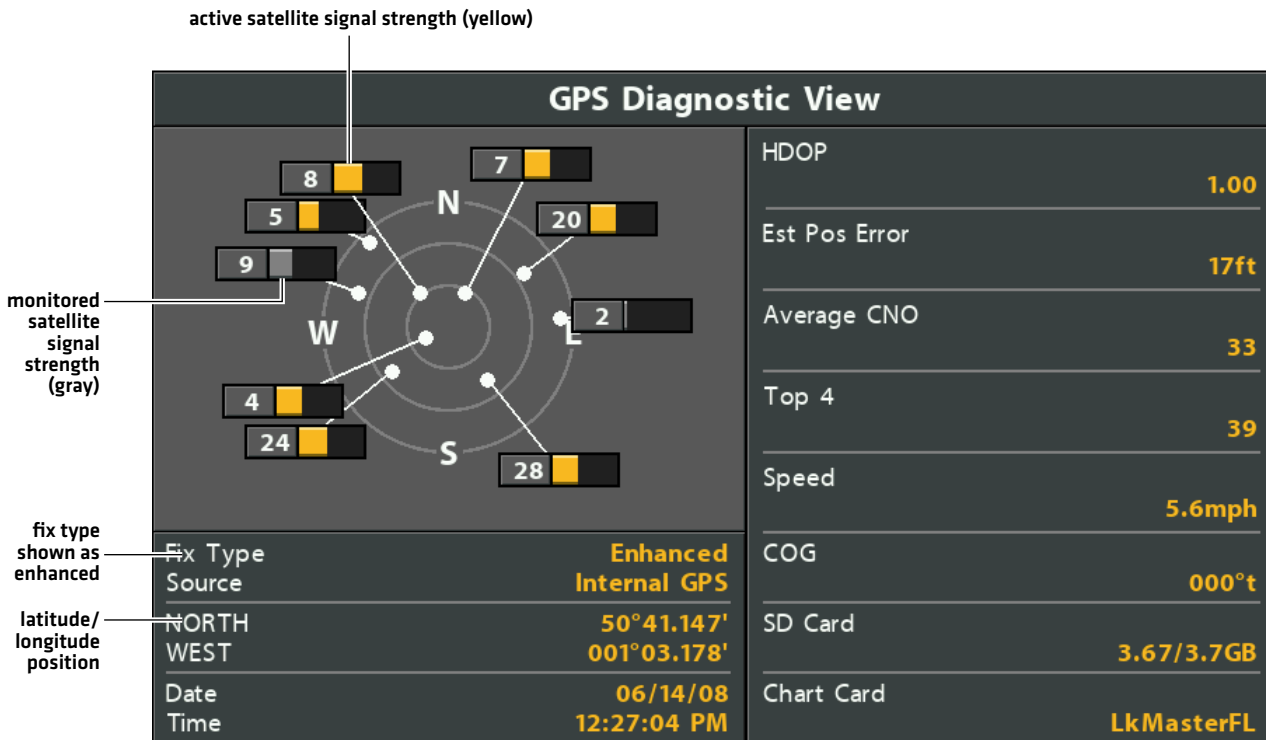 active satellite signal strength (yellow)
GPS Diagnostic View
8
7
5
N
20
9
monitored
satellite
signal
strength
(gray)
W
2
E
4
24
S
28
HDOP
1.00
Est Pos Error
17ft
Average CNO
33
Top 4
39
Speed
5.6mph
COG
000°t
SD Card
3.67/3.7GB
Chart Card
LkMasterFL
fix type
shown as
enhanced
Fix Type Enhanced
Source Internal GPS
latitude/
longitude
position
NORTH 50°41.147'
WEST 001°03.178'
Date 06/14/08
Time 12:27:04 PM